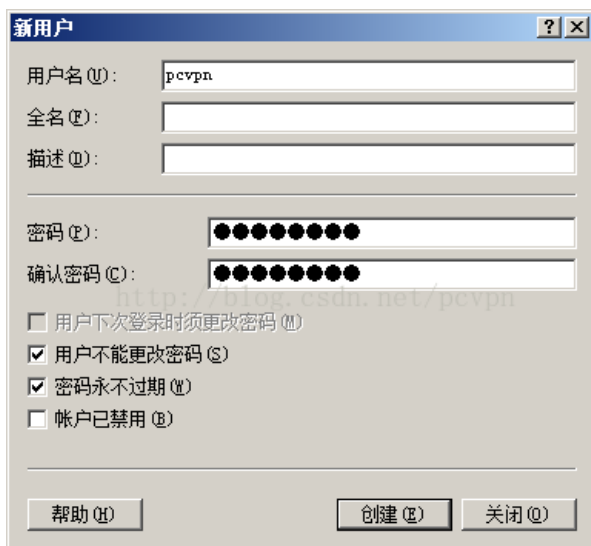 新用户
用户名(U): pcvpn
全名(F):
描述(D):
密码(P): ●●●●●●●●
确认密码(C): ●●●●●●●●
http://blog.csdn.net/pcvpn
用户下次登录时须更改密码(M)
用户不能更改密码(S)
密码永不过期(W)
帐户已禁用(B)
帮助(H) 创建(E) 关闭(O)